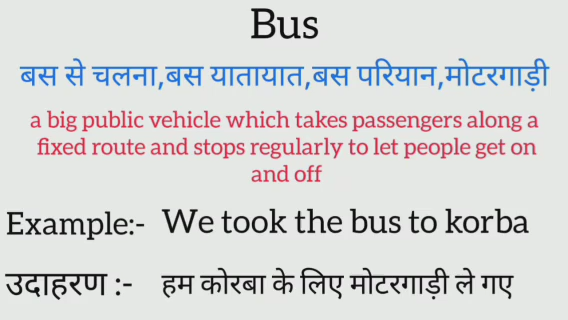 Bus
बस से चलना,बस यातायात,बस परियान,मोटरगाड़ी
a big public vehicle which takes passengers along a
fixed route and stops regularly to let people get on
and off
Example:- We took the bus to korba
उदाहरण :- हम कोरबा के लिए मोटरगाड़ी ले गए